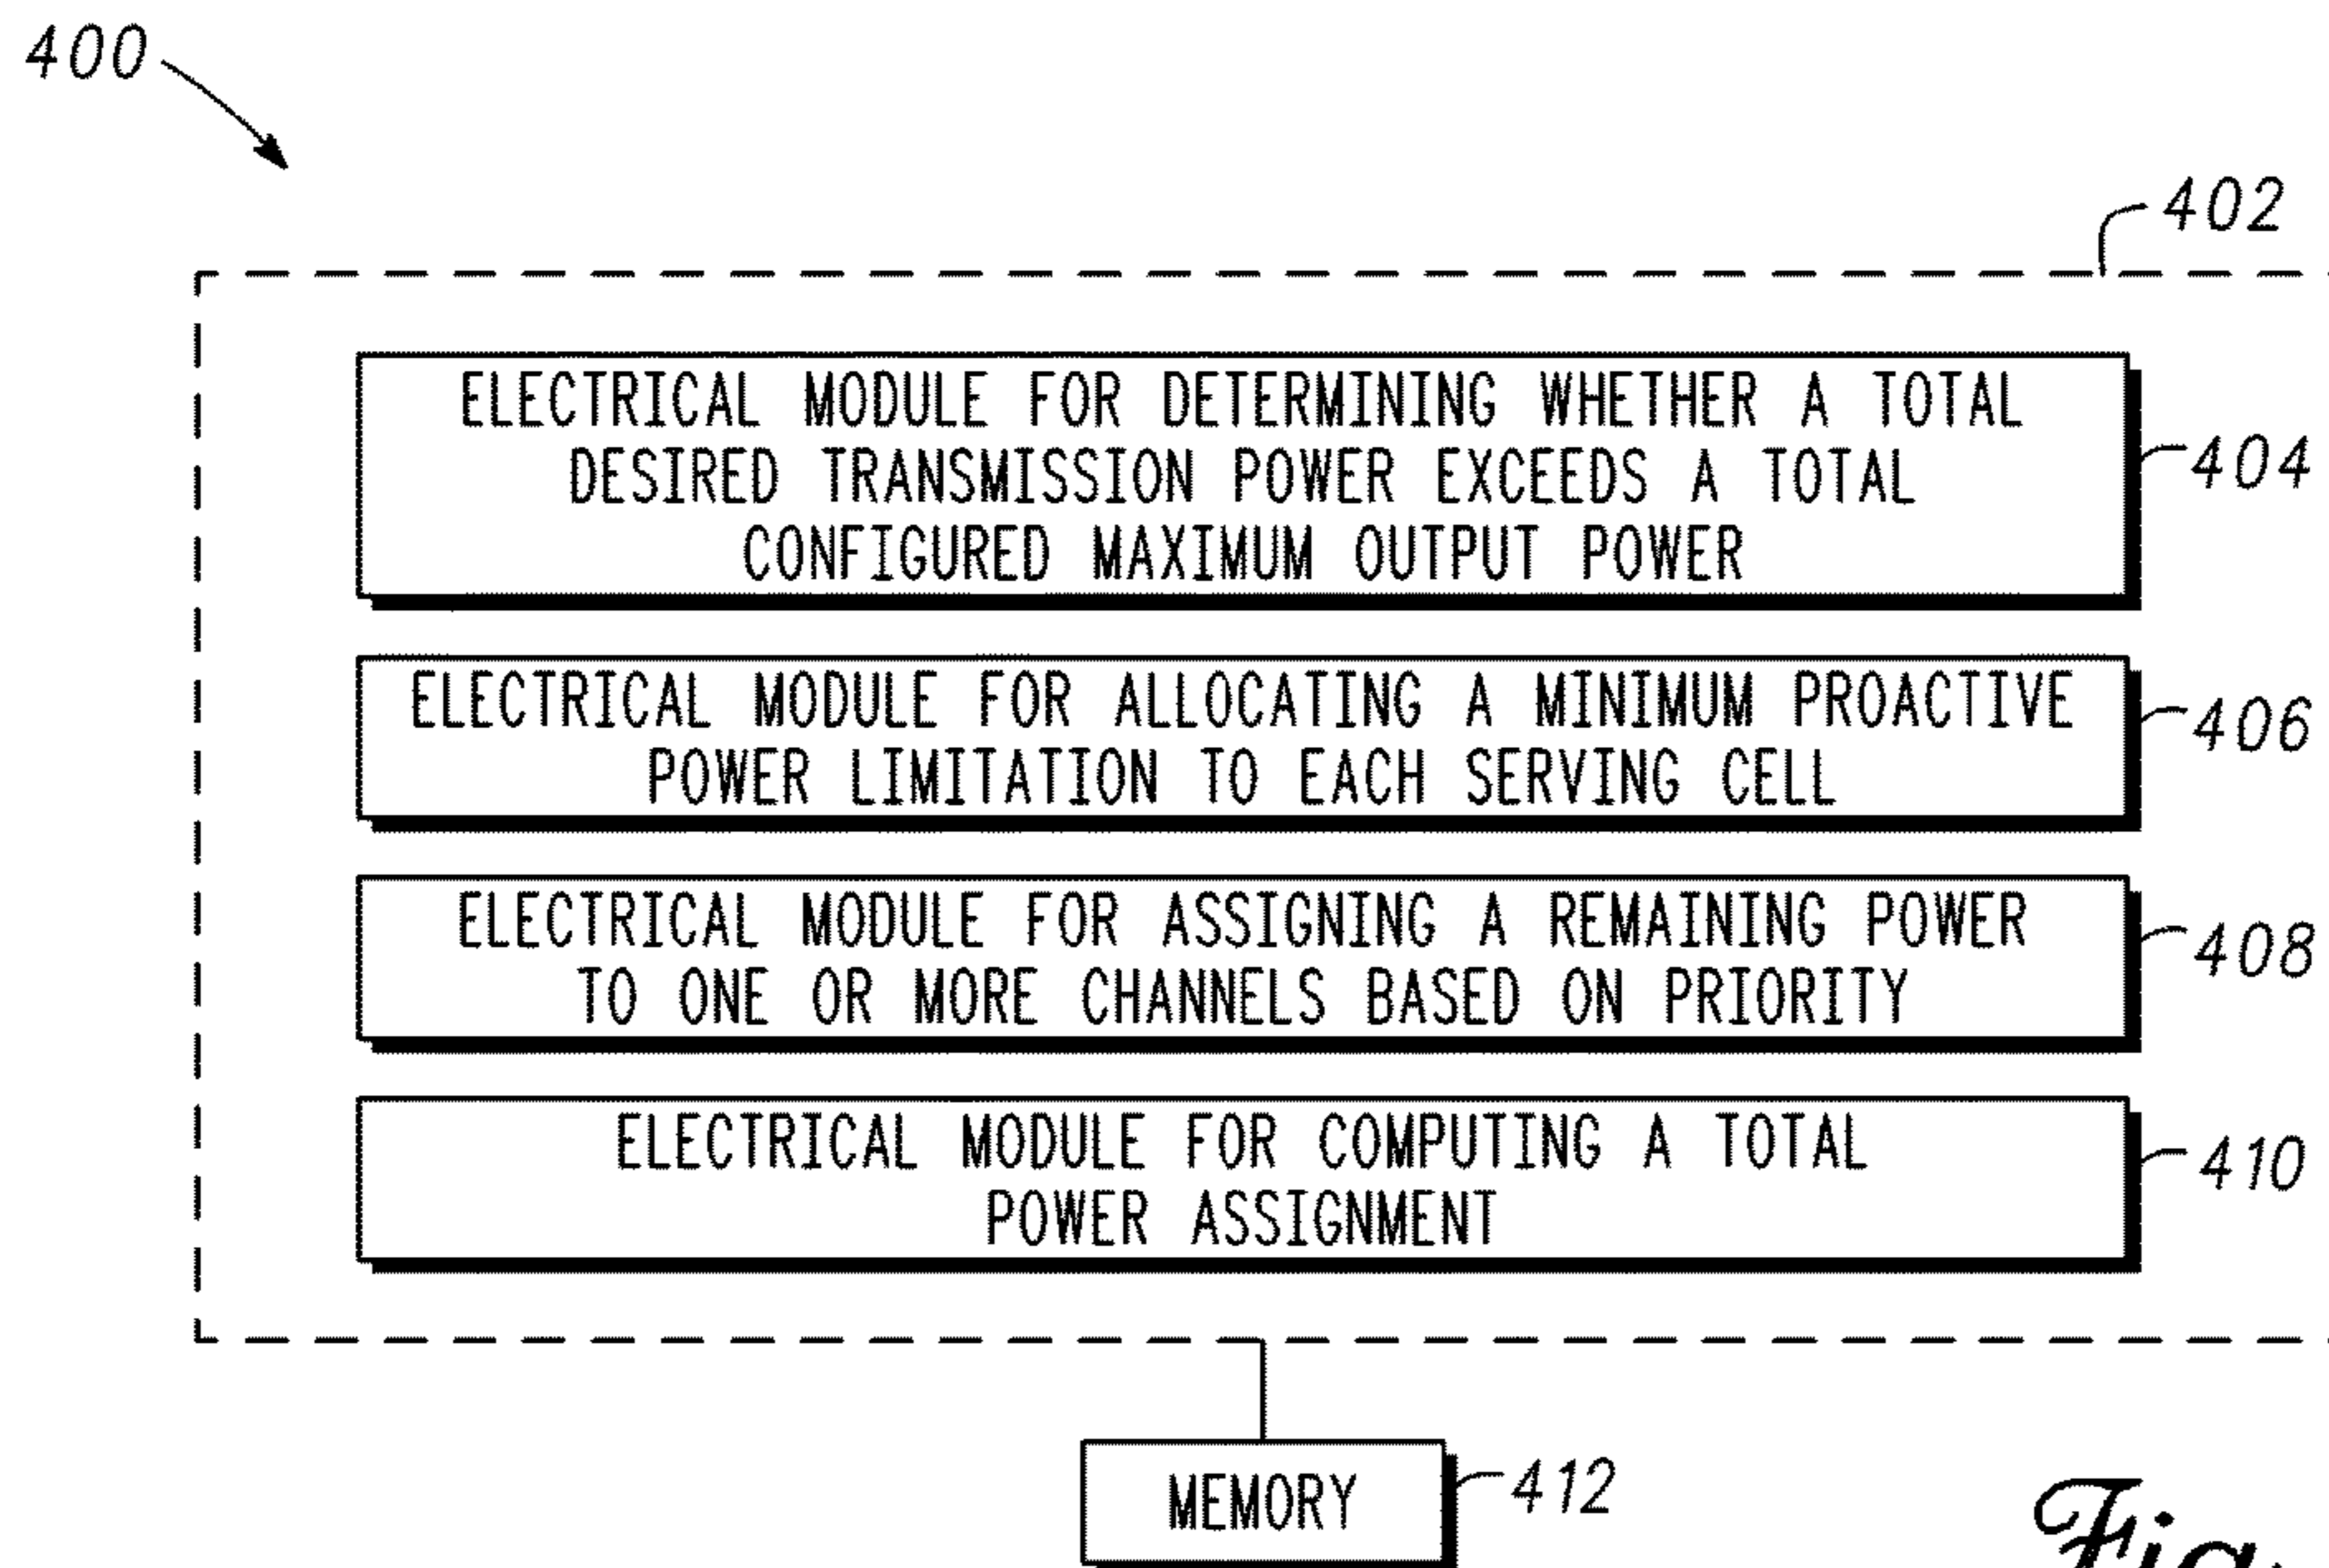 400
402
ELECTRICAL MODULE FOR DETERMINING WHETHER A TOTAL
DESIRED TRANSMISSION POWER EXCEEDS A TOTAL
CONFIGURED MAXIMUM OUTPUT POWER
404
ELECTRICAL MODULE FOR ALLOCATING A MINIMUM PROACTIVE
POWER LIMITATION TO EACH SERVING CELL
406
ELECTRICAL MODULE FOR ASSIGNING A REMAINING POWER
TO ONE OR MORE CHANNELS BASED ON PRIORITY
408
ELECTRICAL MODULE FOR COMPUTING A TOTAL
POWER ASSIGNMENT
410
MEMORY
412
Fig